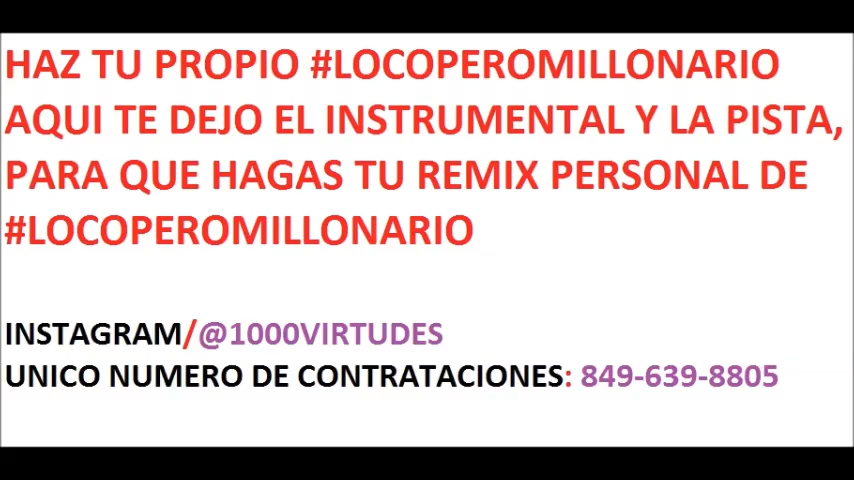 HAZ TU PROPIO #LOCOPEROMILLONARIO
AQUI TE DEJO EL INSTRUMENTAL Y LA PISTA,
PARA QUE HAGAS TU REMIX PERSONAL DE
#LOCOPEROMILLONARIO
INSTAGRAM/@1000VIRTUDES
UNICO NUMERO DE CONTRATACIONES: 849-639-8805